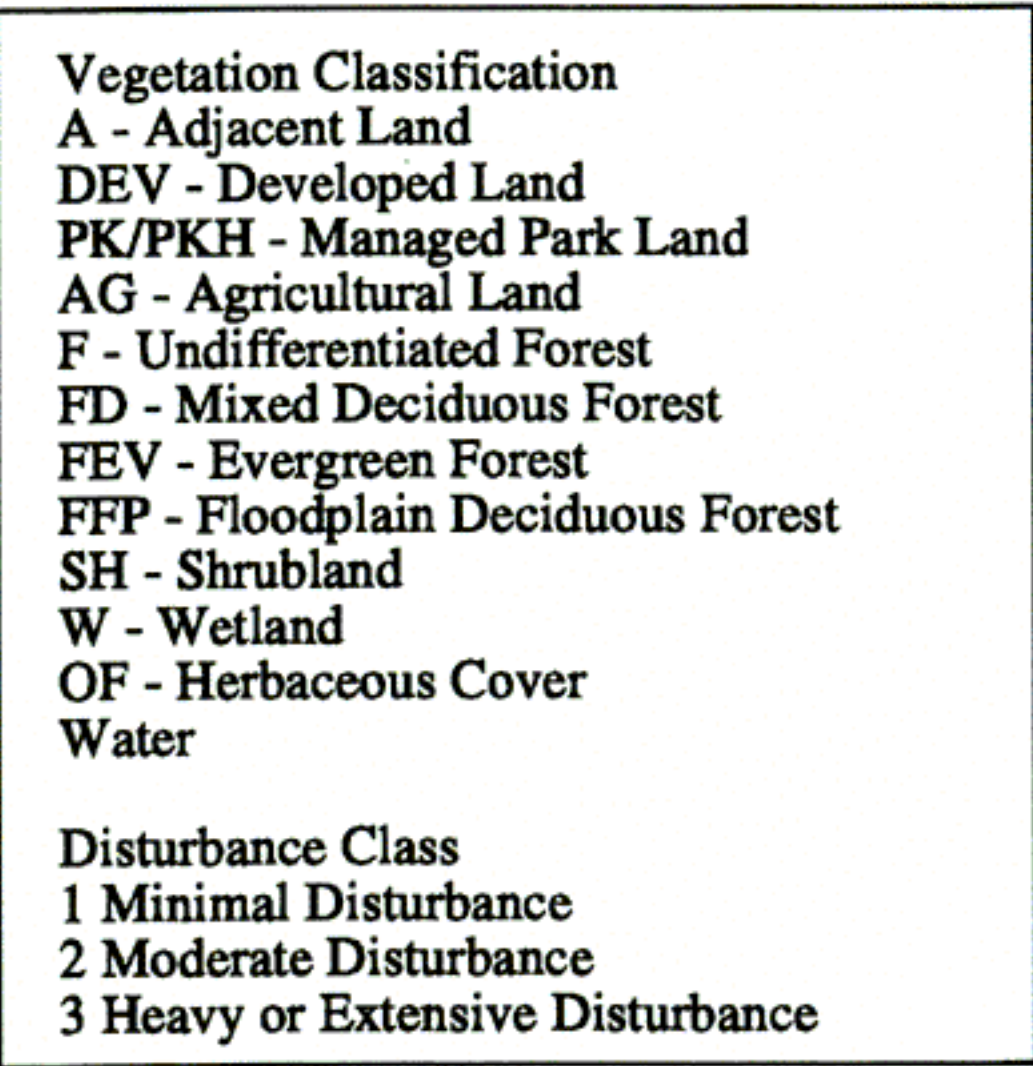 Vegetation Classification
A - Adjacent Land
DEV - Developed Land
PK/PKH - Managed Park Land
AG - Agricultural Land
F - Undifferentiated Forest
FD - Mixed Deciduous Forest
FEV - Evergreen Forest
FFP - Floodplain Deciduous Forest
SH - Shrubland
W - Wetland
OF - Herbaceous Cover
Water
Disturbance Class
1 Minimal Disturbance
2 Moderate Disturbance
3 Heavy or Extensive Disturbance